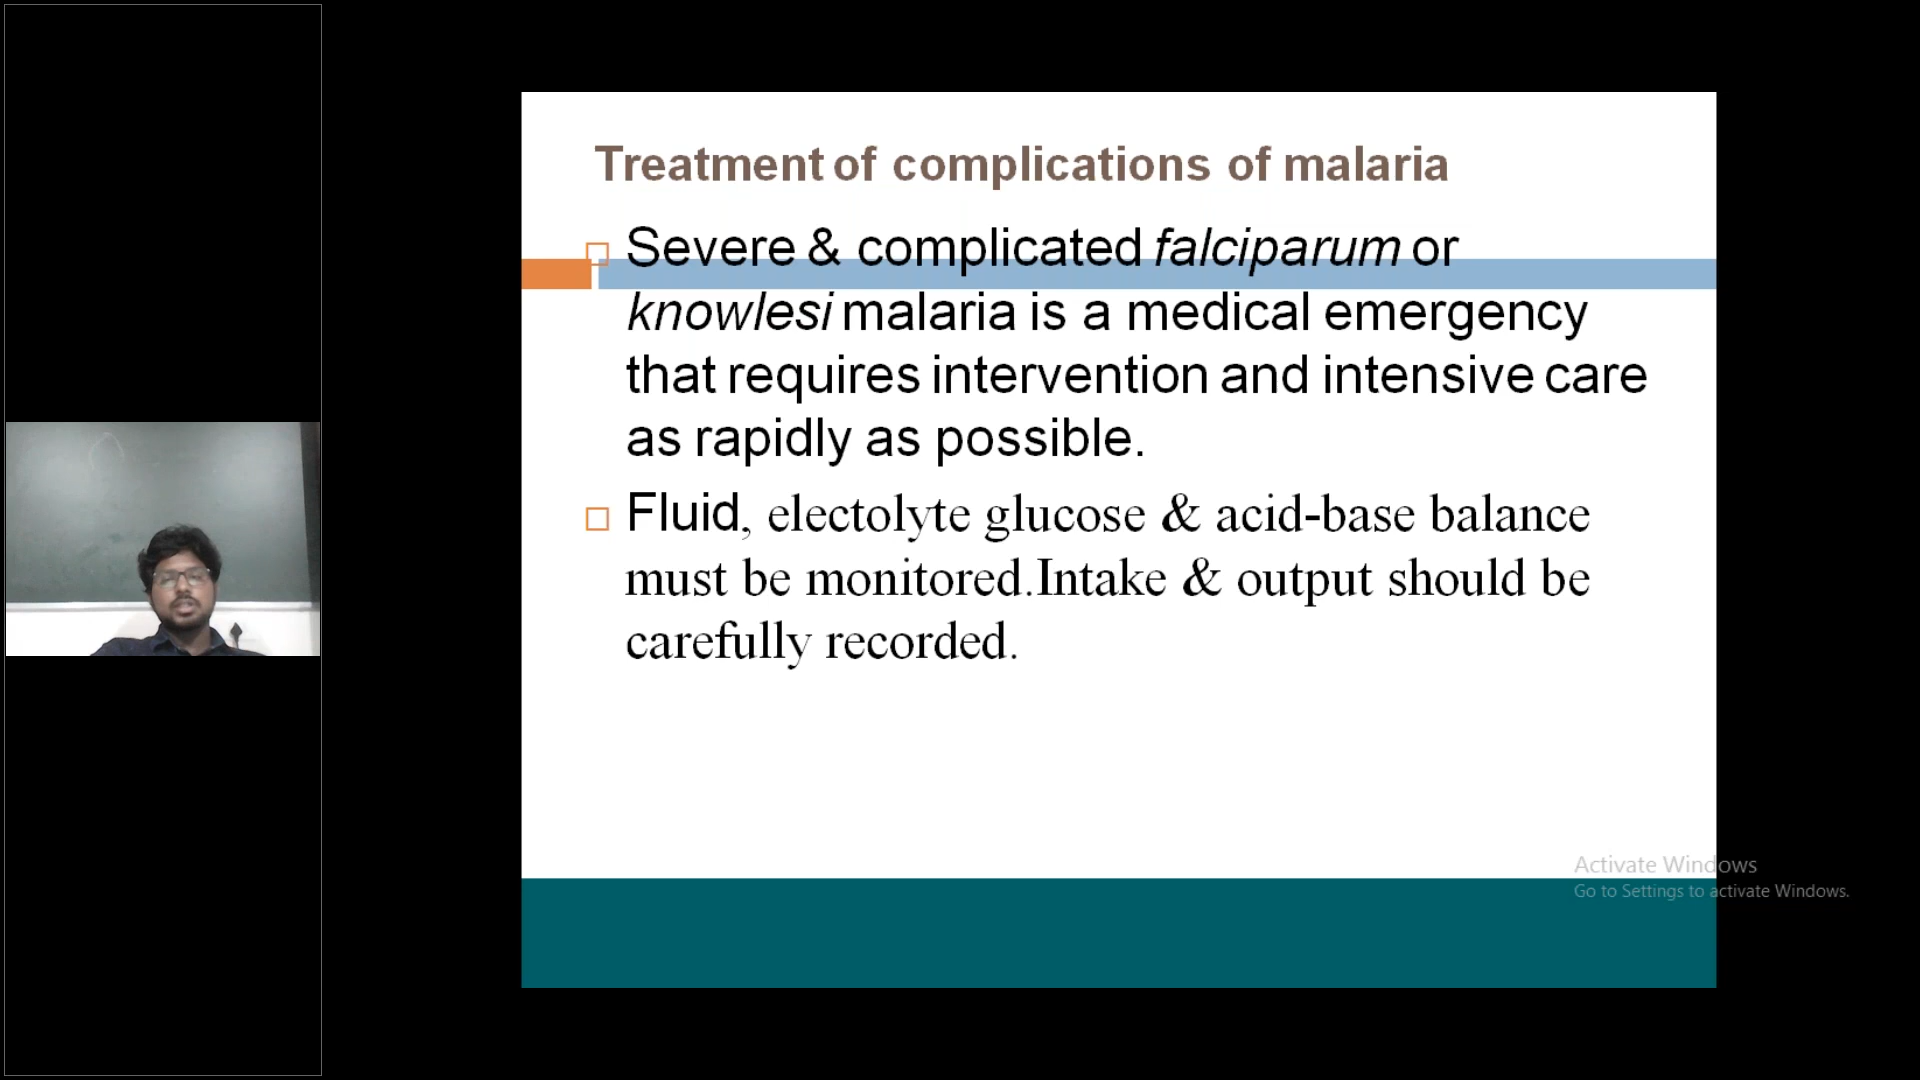 Treatment of complications of malaria
Severe & complicated falciparum or
knowlesi malaria is a medical emergency
that requires intervention and intensive care
as rapidly as possible.
Fluid, electolyte glucose & acid-base balance
must be monitored.Intake & output should be
carefully recorded.
Activate Windows
Go to Settings to activate Windows.